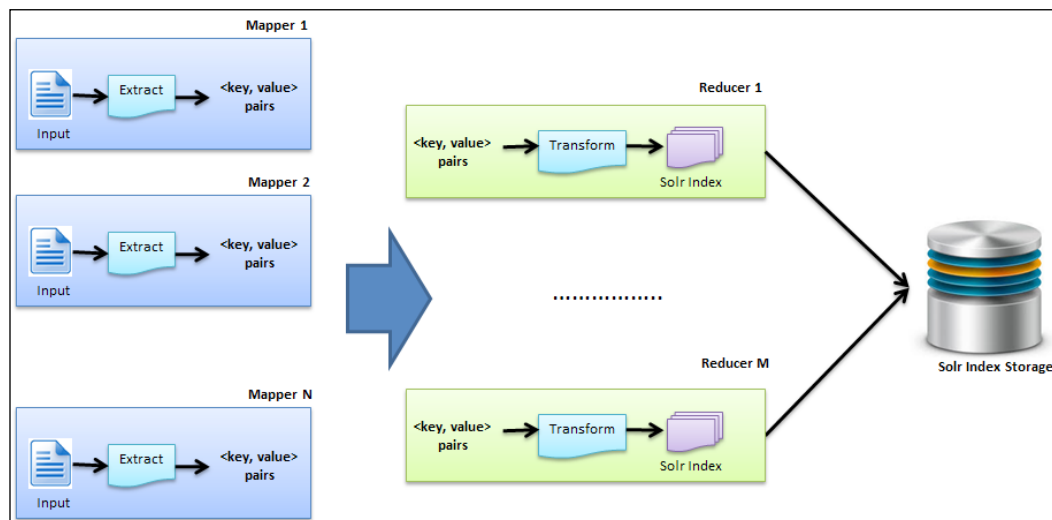 Mapper 1
Extract
<key, value>
pairs
Input
Mapper 2
Extract
<key, value>
pairs
Input
Mapper N
Extract
<key, value>
pairs
Input
Reducer 1
<key, value>
pairs
Transform
Solr Index
................
Reducer M
<key, value>
pairs
Transform
Solr Index
Solr Index Storage